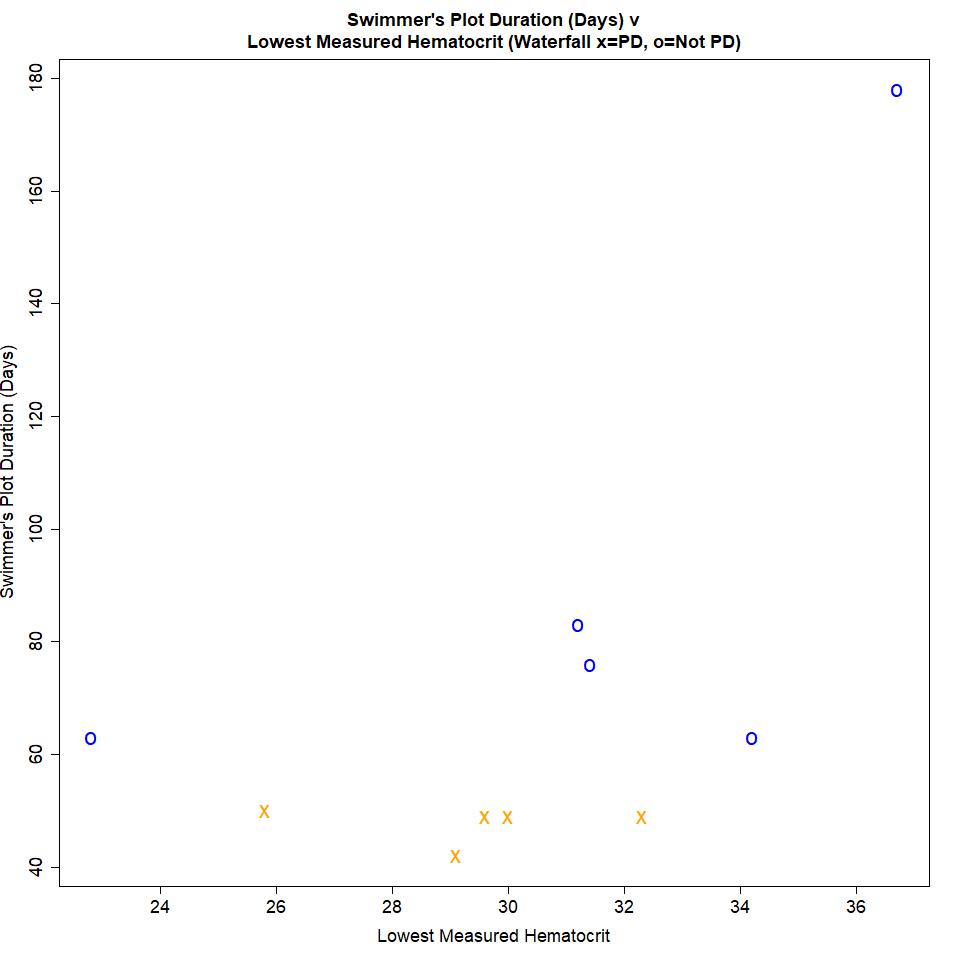 Swimmer's Plot Duration (Days) v
Lowest Measured Hematocrit (Waterfall x=PD, o=Not PD)
Swimmer's Plot Duration (Days)
180
160
140
120
100
80
60
40
o
o
o
o
o
x
x
x
x
x
24 26 28 30 32 34 36
Lowest Measured Hematocrit